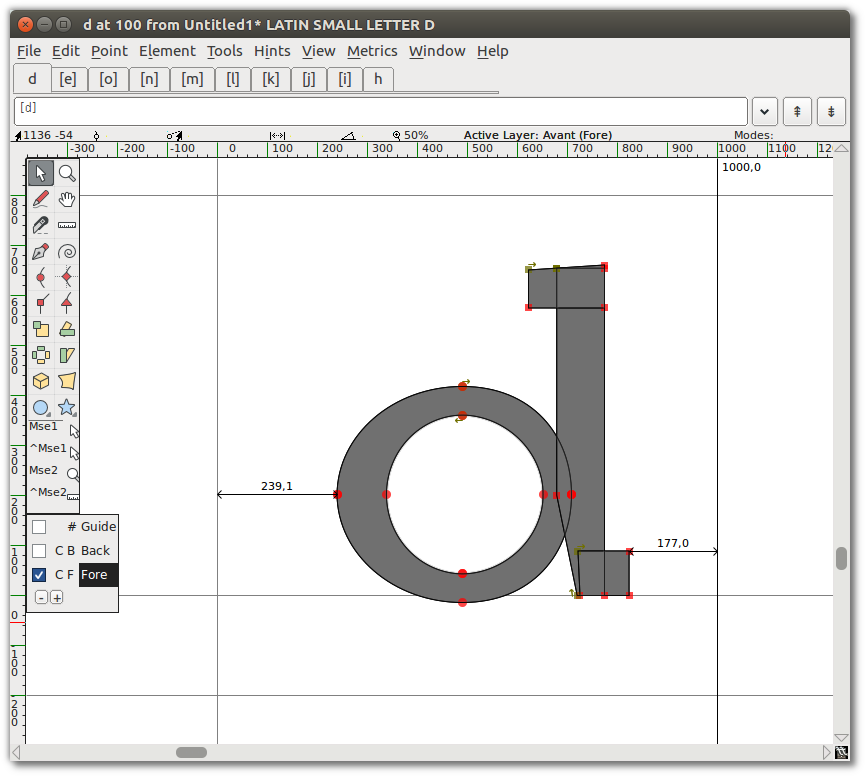 d at 100 from Untitled1* LATIN SMALL LETTER D
File Edit Point Element Tools Hints View Metrics Window Help
d [e] [o] [n] [m] [l] [k] [j] [i] h
[d]
1136 -54 50% Active Layer: Avant (Fore) Modes:
-300 -200 -100 0 100 200 300 400 500 600 700 800 900 1000 1100 12
1000,0
800
700
600
500
400
Mse1
^Mse1
300
Mse2
239,1
^Mse2
200
# Guide
177,0
C B Back
100
C F Fore
- +
0
-100
-200